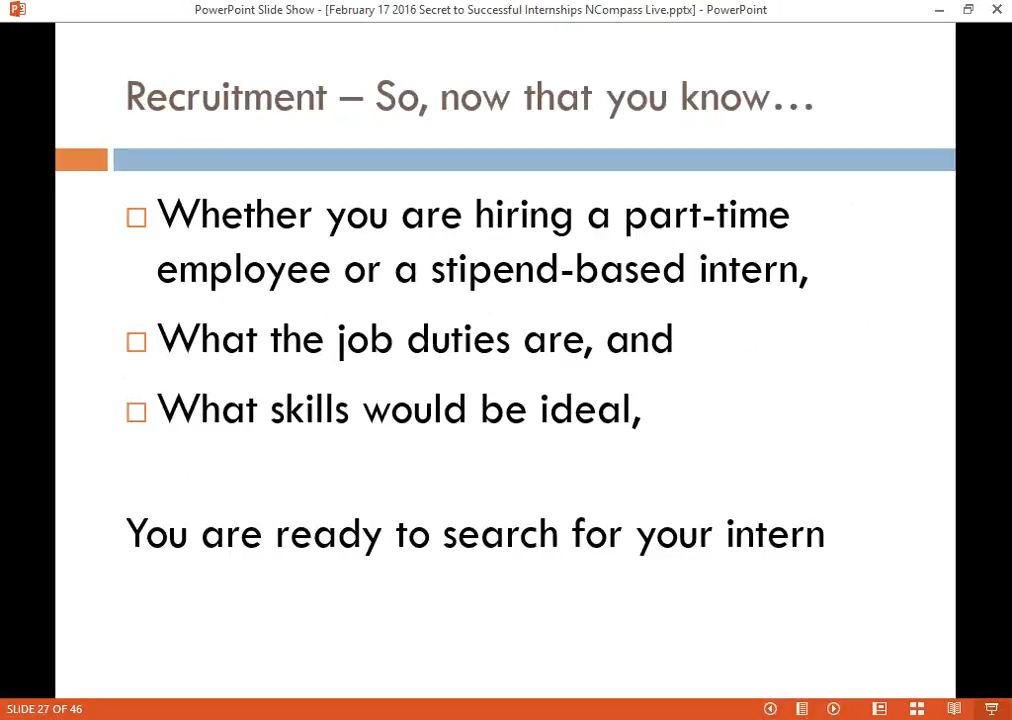 PowerPoint Slide Show - [February 17 2016 Secret to Successful Internships NCompass Live.pptx] - PowerPoint
Recruitment – So, now that you know...
Whether you are hiring a part-time
employee or a stipend-based intern,
What the job duties are, and
What skills would be ideal,
You are ready to search for your intern
SLIDE 27 OF 46